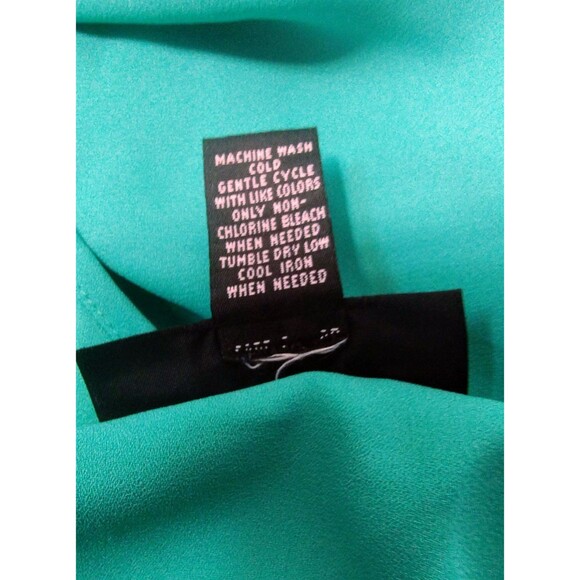 MACHINE WASH
COLD
GENTLE CYCLE
WITH LIKE COLORS
ONLY NON-
CHLORINE BLEACH
WHEN NEEDED
TUMBLE DRY LOW
COOL IRON
WHEN NEEDED